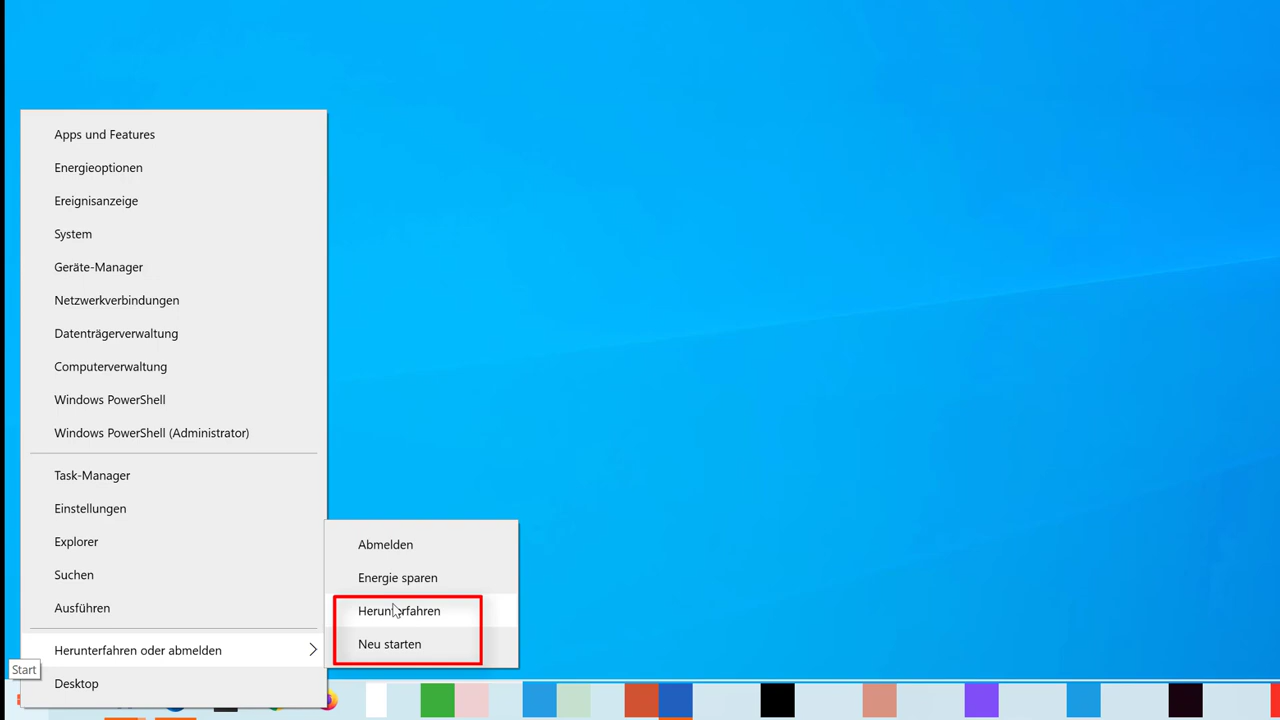 Apps und Features
Energieoptionen
Ereignisanzeige
System
Geräte-Manager
Netzwerkverbindungen
Datenträgerverwaltung
Computerverwaltung
Windows PowerShell
Windows PowerShell (Administrator)
Task-Manager
Einstellungen
Explorer
Suchen
Ausführen
Herunterfahren oder abmelden
Desktop
Start
Abmelden
Energie sparen
Herunterfahren
Neu starten